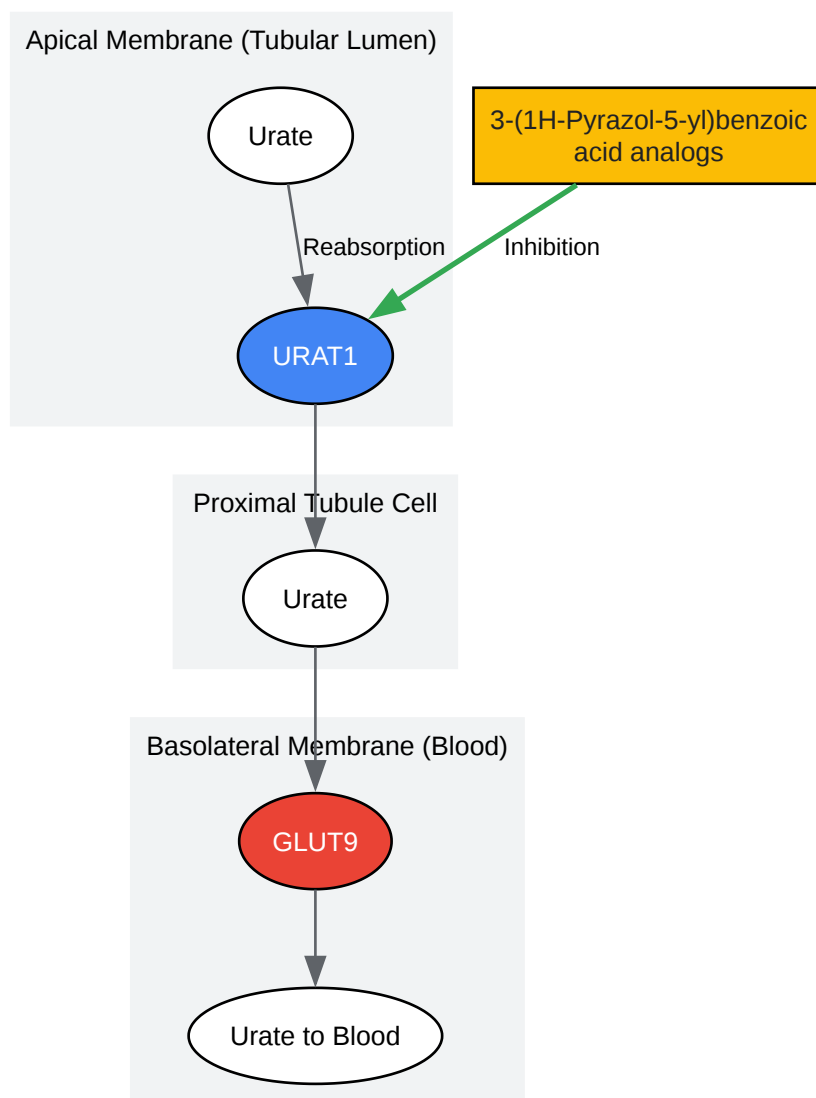 Apical Membrane (Tubular Lumen)
Urate
3-(1H-Pyrazol-5-yl)benzoic
acid analogs
Reabsorption
Inhibition
URAT1
Proximal Tubule Cell
Urate
Basolateral Membrane (Blood)
GLUT9
Urate to Blood